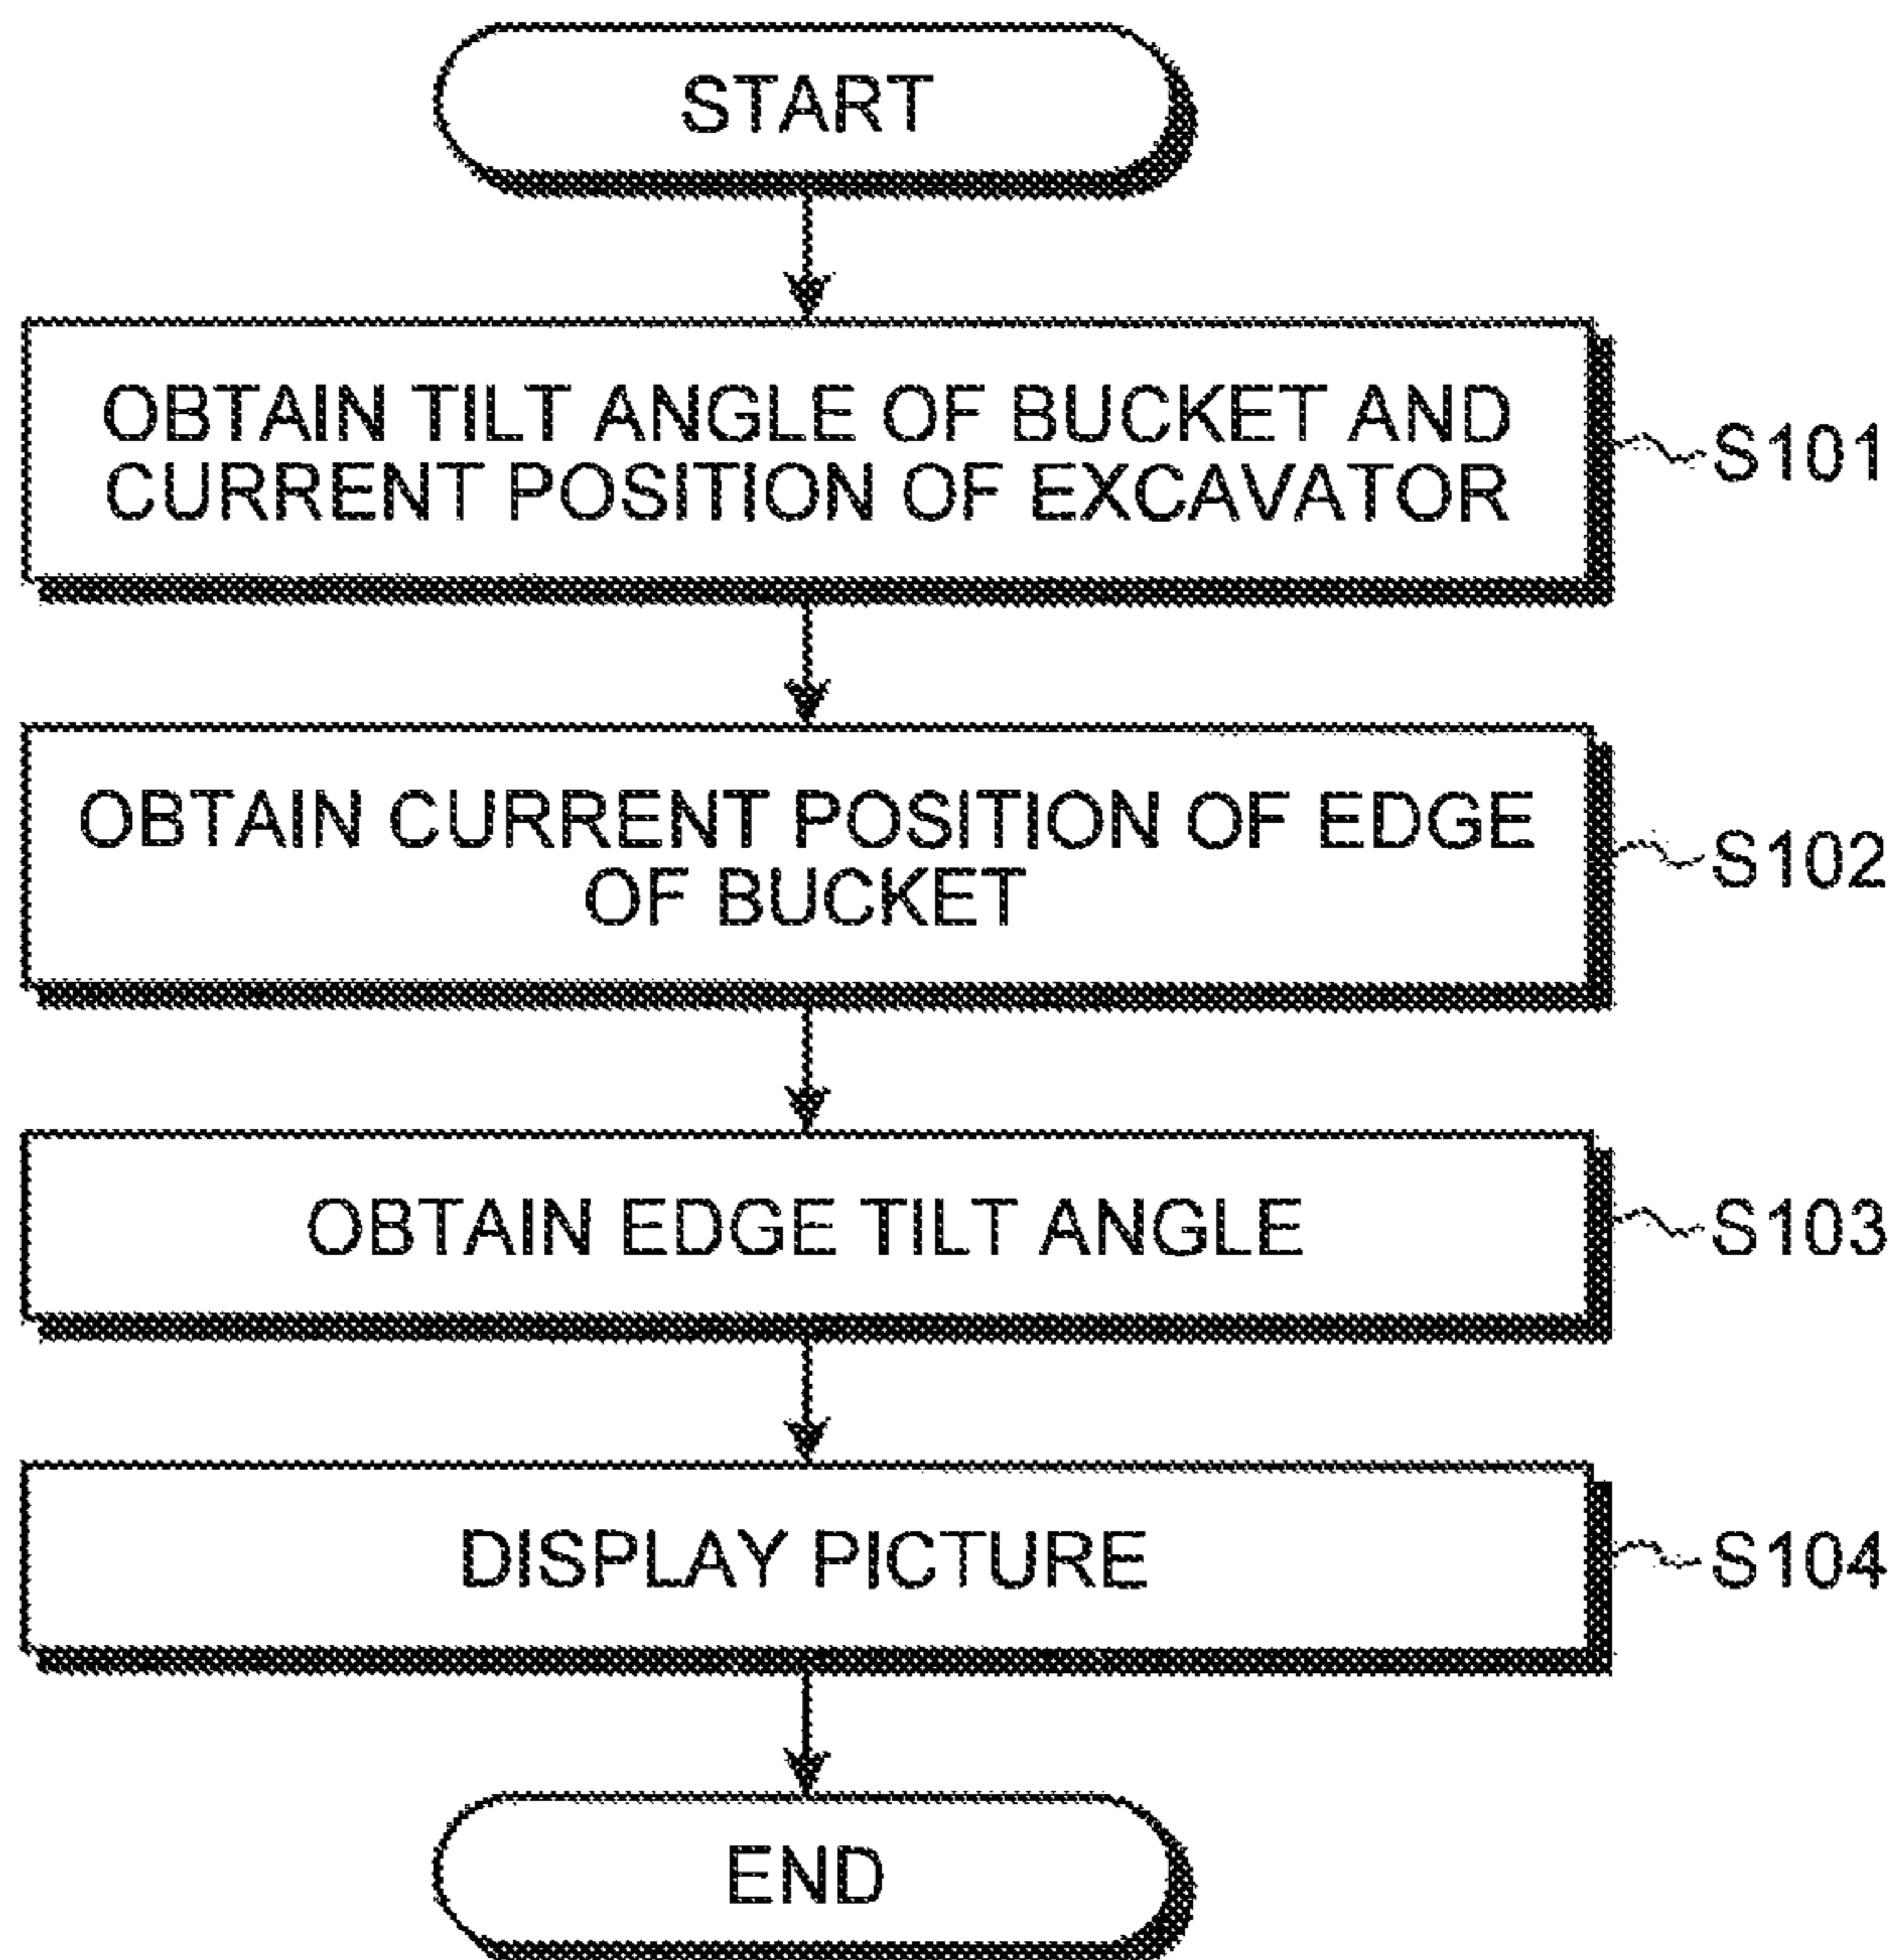 START
OBTAIN TILT ANGLE OF BUCKET AND
CURRENT POSITION OF EXCAVATOR
S101
OBTAIN CURRENT POSITION OF EDGE
OF BUCKET
S102
OBTAIN EDGE TILT ANGLE
S103
DISPLAY PICTURE
S104
END